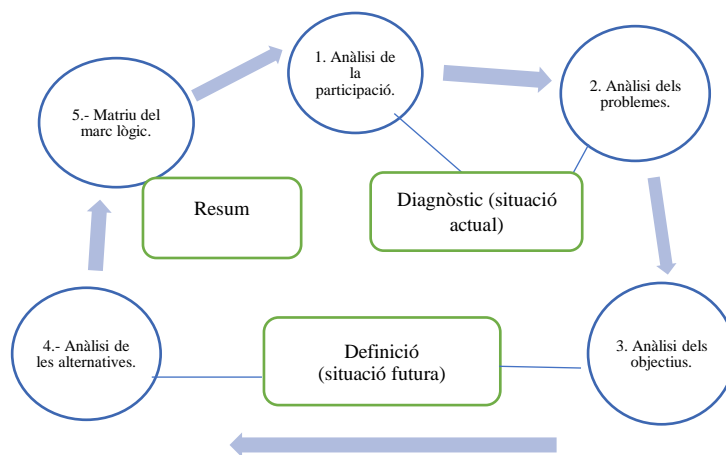 1. Anàlisi de
la
participació.
2. Anàlisi dels
problemes.
5.- Matriu del
marc lògic.
Resum
Diagnòstic (situació
actual)
4.- Anàlisi de
les alternatives.
Definició
(situació futura)
3. Anàlisi dels
objectius.